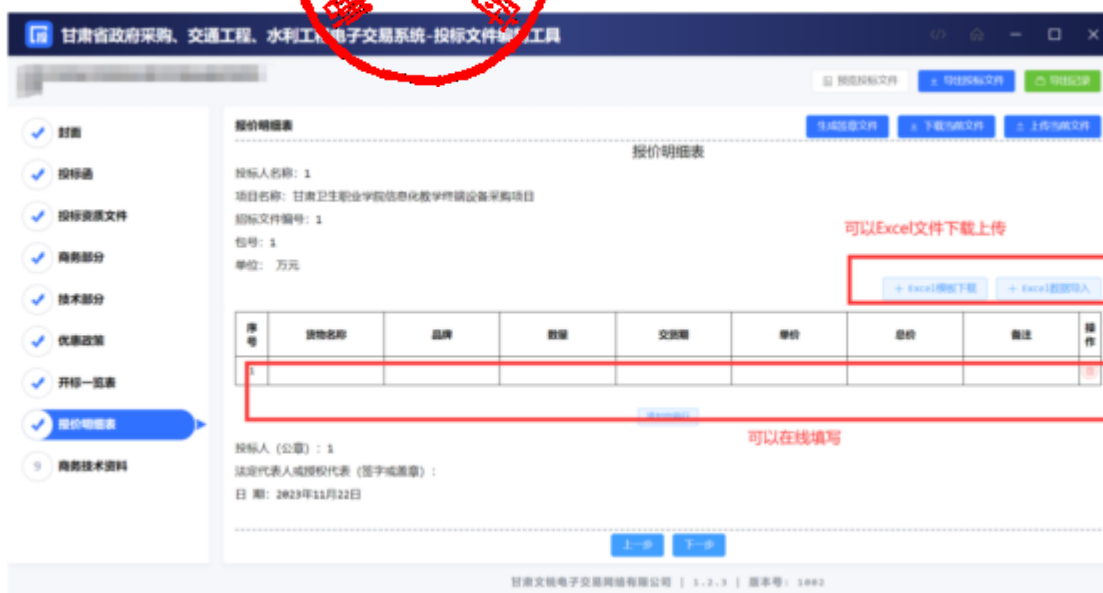 甘肃省政府采购、交通工程、水利工程电子交易系统-投标文件编制工具
预览投标文件 导出投标文件 导出记录
封面
投标函
投标资质文件
商务部分
技术部分
优惠政策
开标一览表
报价明细表
9 商务技术资料
报价明细表 生成签章文件 下载当前文件 上传当前文件
报价明细表
投标人名称: 1
项目名称: 甘肃卫生职业学院信息化教学终端设备采购项目
招标文件编号: 1
包号: 1
单位: 万元
可以Excel文件下载上传
+ Excel模板下载 + Excel数据导入
序号 货物名称 品牌 数量 交货期 单价 总价 备注 操作
1
可以在线填写
投标人 (公章) : 1
法定代表人或授权代表 (签字或盖章) :
日 期: 2023年11月22日
上一步 下一步
甘肃文锐电子交易网络有限公司 | 1.2.3 | 版本号: 1002